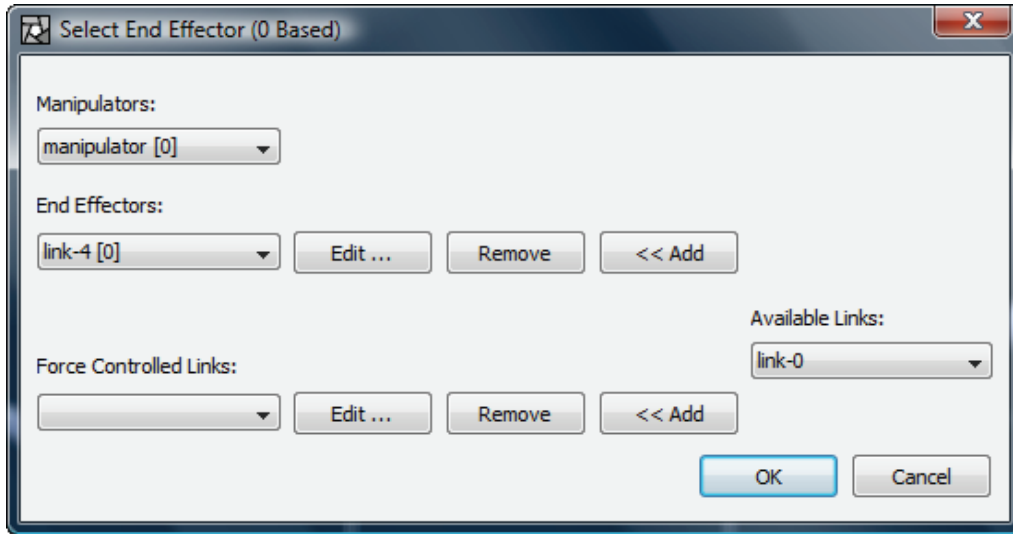 Select End Effector (0 Based)
x
Manipulators:
manipulator [0]
End Effectors:
link-4 [0] Edit ... Remove << Add
Available Links:
link-0
Force Controlled Links:
Edit ... Remove << Add
OK Cancel